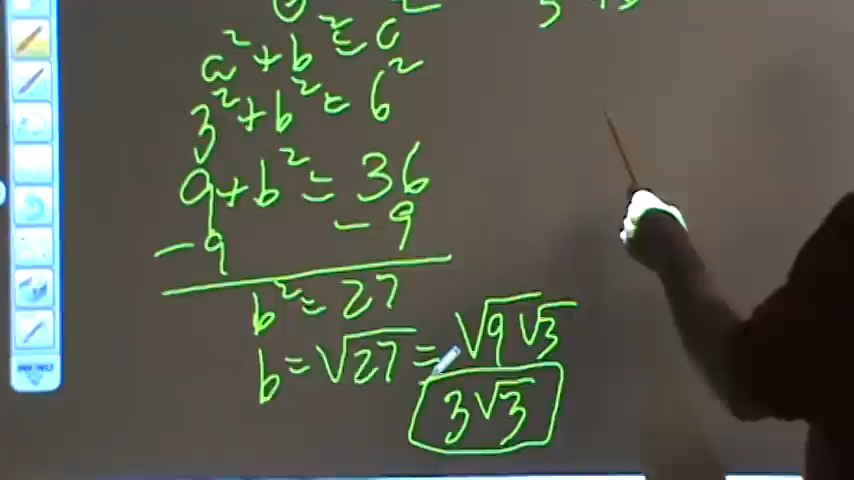 a² + b² = c²
3² + b² = 6²
9 + b² = 36
-9 -9
b² = 27
b = √27 = √9 √3
3√3